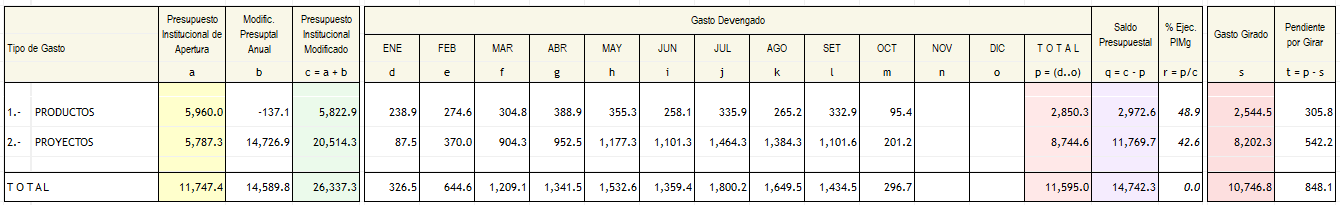 Tipo de Gasto | Presupuesto Institucional de Apertura | Modific. Presuptal Anual | Presupuesto Institucional Modificado | Gasto Devengado | Saldo Presupuestal | % Ejec. PIMg | Gasto Girado | Pendiente por Girar
ENE | FEB | MAR | ABR | MAY | JUN | JUL | AGO | SET | OCT | NOV | DIC | T O T A L
a | b | c = a + b | d | e | f | g | h | i | j | k | l | m | n | o | p = (d..o) | q = c - p | r = p/c | s | t = p - s
1.- PRODUCTOS | 5,960.0 | -137.1 | 5,822.9 | 238.9 | 274.6 | 304.8 | 388.9 | 355.3 | 258.1 | 335.9 | 265.2 | 332.9 | 95.4 | 2,850.3 | 2,972.6 | 48.9 | 2,544.5 | 305.8
2.- PROYECTOS | 5,787.3 | 14,726.9 | 20,514.3 | 87.5 | 370.0 | 904.3 | 952.5 | 1,177.3 | 1,101.3 | 1,464.3 | 1,384.3 | 1,101.6 | 201.2 | 8,744.6 | 11,769.7 | 42.6 | 8,202.3 | 542.2
T O T A L | 11,747.4 | 14,589.8 | 26,337.3 | 326.5 | 644.6 | 1,209.1 | 1,341.5 | 1,532.6 | 1,359.4 | 1,800.2 | 1,649.5 | 1,434.5 | 296.7 | 11,595.0 | 14,742.3 | 0.0 | 10,746.8 | 848.1